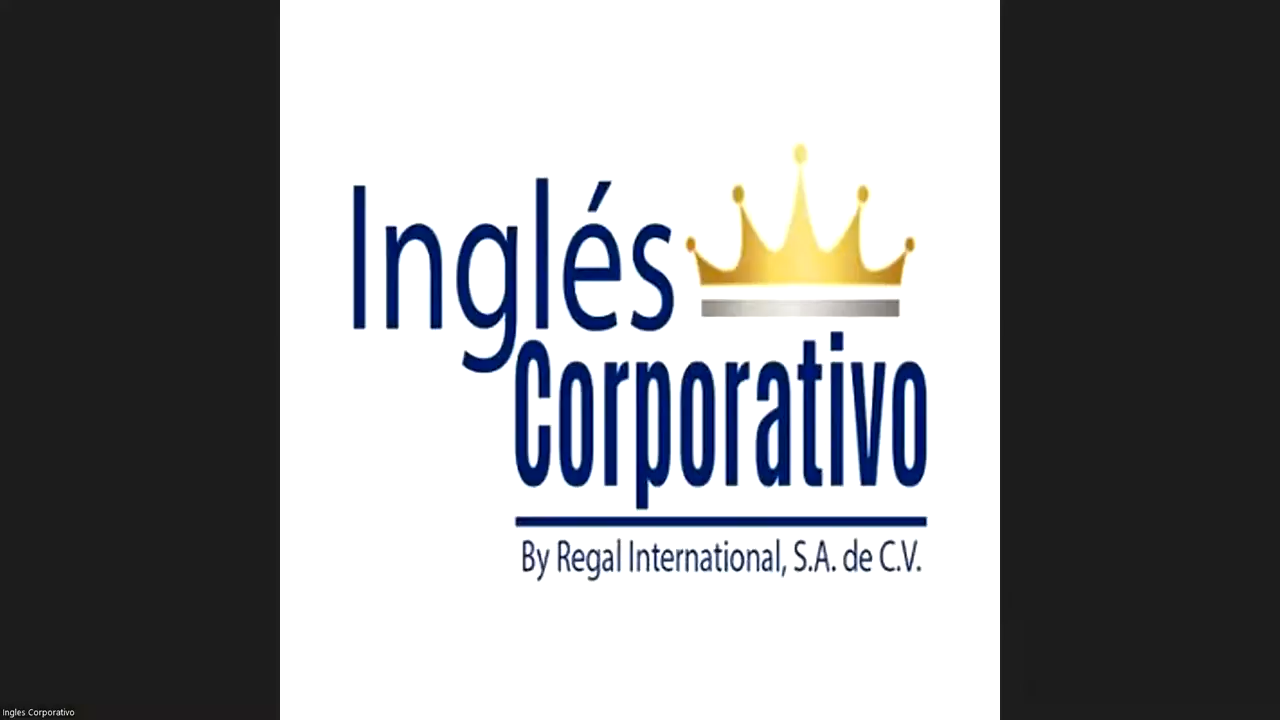 Inglés
Corporativo
By Regal International, S.A. de C.V.
Ingles Corporativo